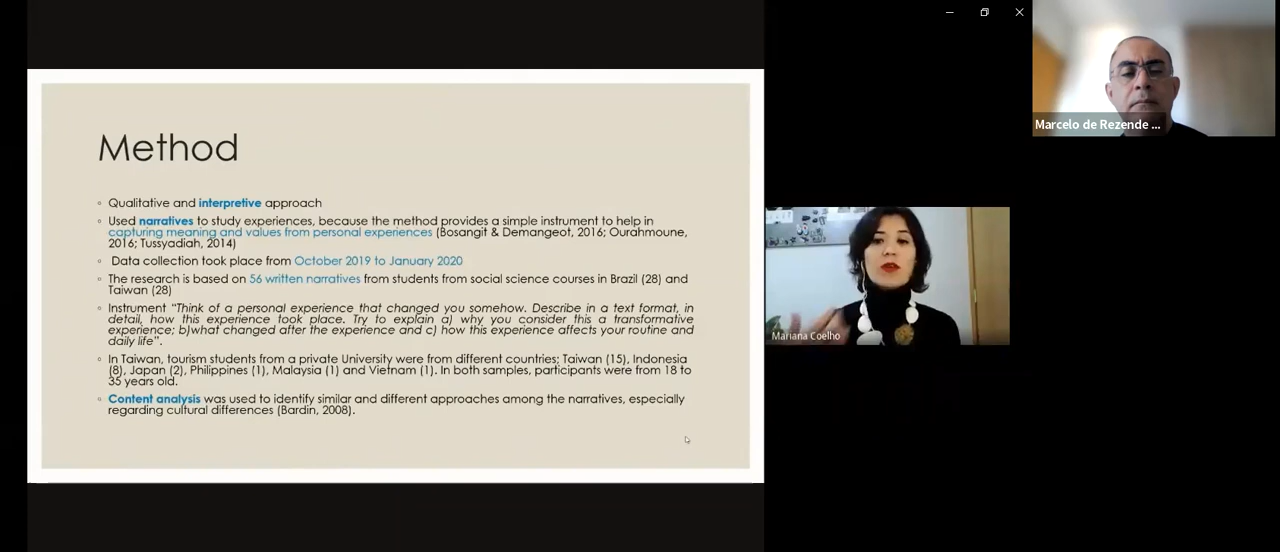 Method
Qualitative and interpretive approach
Used narratives to study experiences, because the method provides a simple instrument to help in
capturing meaning and values from personal experiences (Bosangit & Demangeot, 2016; Ourahmoune,
2016; Tussyadiah, 2014)
Data collection took place from October 2019 to January 2020
The research is based on 56 written narratives from students from social science courses in Brazil (28) and
Taiwan (28)
Instrument “Think of a personal experience that changed you somehow. Describe in a text format, in
detail, how this experience took place. Try to explain a) why you consider this a transformative
experience; b)what changed after the experience and c) how this experience affects your routine and
daily life”.
In Taiwan, tourism students from a private University were from different countries; Taiwan (15), Indonesia
(8), Japan (2), Philippines (1), Malaysia (1) and Vietnam (1). In both samples, participants were from 18 to
35 years old.
Content analysis was used to identify similar and different approaches among the narratives, especially
regarding cultural differences (Bardin, 2008).
Marcelo de Rezende ...
Mariana Coelho